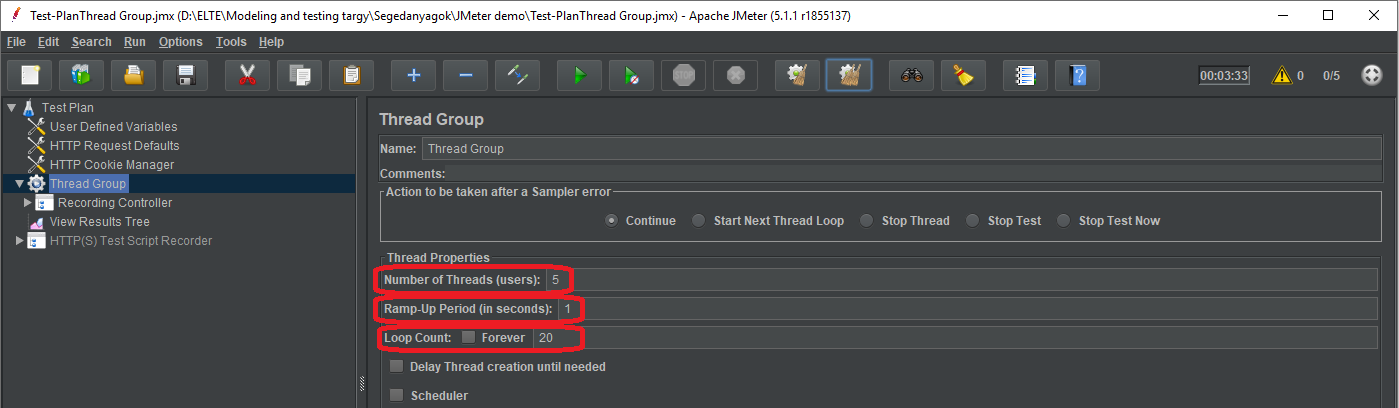 Test-PlanThread Group.jmx (D:\ELTE\Modeling and testing targy\Segedanyagok\JMeter demo\Test-PlanThread Group.jmx) - Apache JMeter (5.1.1 r1855137)
File Edit Search Run Options Tools Help
STOP 00:03:33 0 0/5
Test Plan
User Defined Variables
HTTP Request Defaults
HTTP Cookie Manager
Thread Group
Recording Controller
View Results Tree
HTTP(S) Test Script Recorder
Thread Group
Name: Thread Group
Comments:
Action to be taken after a Sampler error
Continue Start Next Thread Loop Stop Thread Stop Test Stop Test Now
Thread Properties
Number of Threads (users): 5
Ramp-Up Period (in seconds): 1
Loop Count: Forever 20
Delay Thread creation until needed
Scheduler